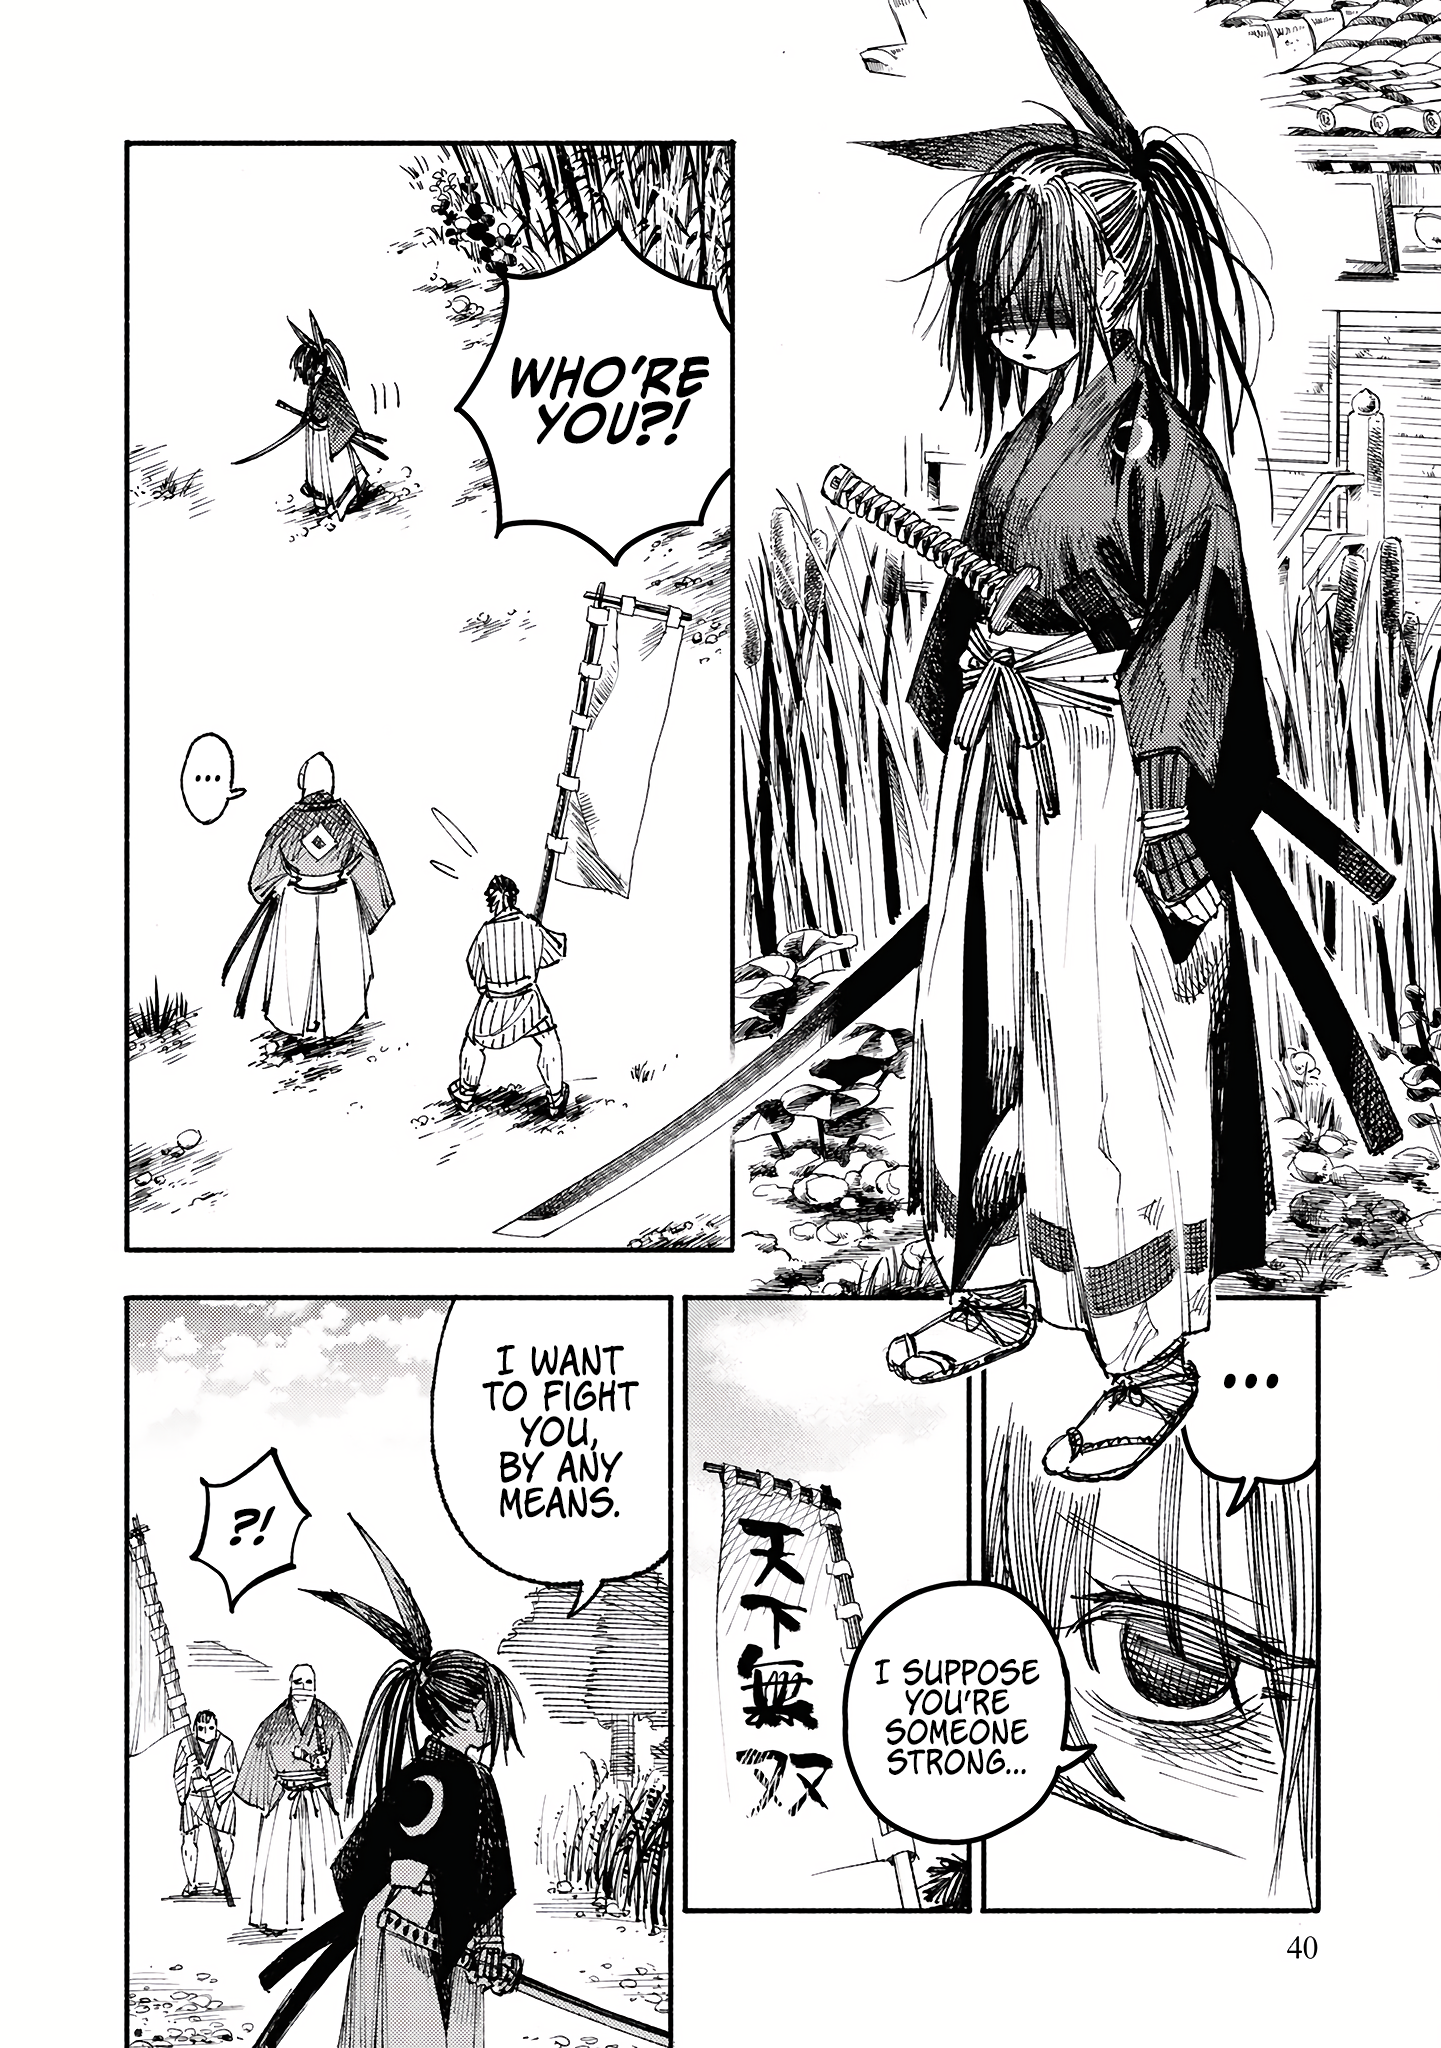 WHO'RE
YOU?!
...
...
I SUPPOSE
YOU'RE
SOMEONE
STRONG...
天
下
無
双
I WANT
TO FIGHT
YOU,
BY ANY
MEANS.
?!
40